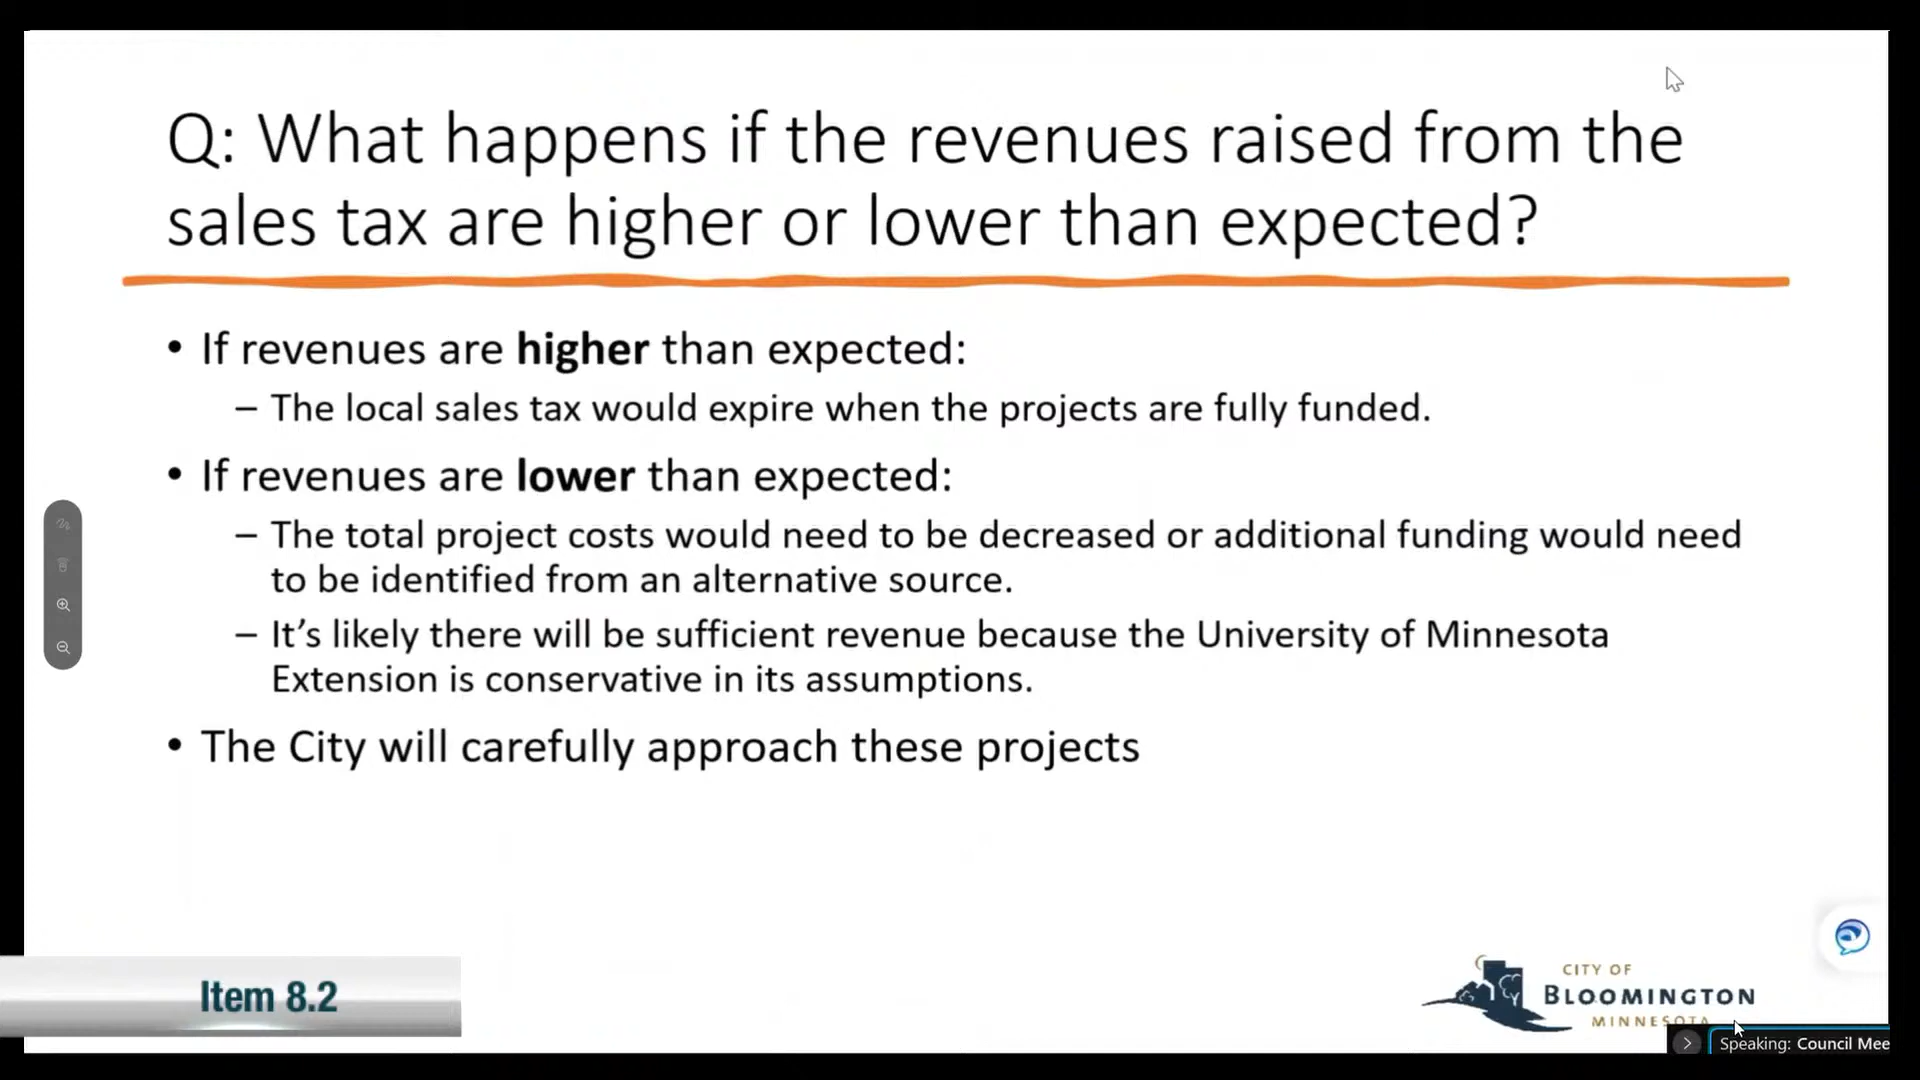 Q: What happens if the revenues raised from the
sales tax are higher or lower than expected?
• If revenues are higher than expected:
– The local sales tax would expire when the projects are fully funded.
• If revenues are lower than expected:
– The total project costs would need to be decreased or additional funding would need
to be identified from an alternative source.
– It’s likely there will be sufficient revenue because the University of Minnesota
Extension is conservative in its assumptions.
• The City will carefully approach these projects
Item 8.2
CITY OF
BLOOMINGTON
MINNESOTA
Speaking: Council Mee